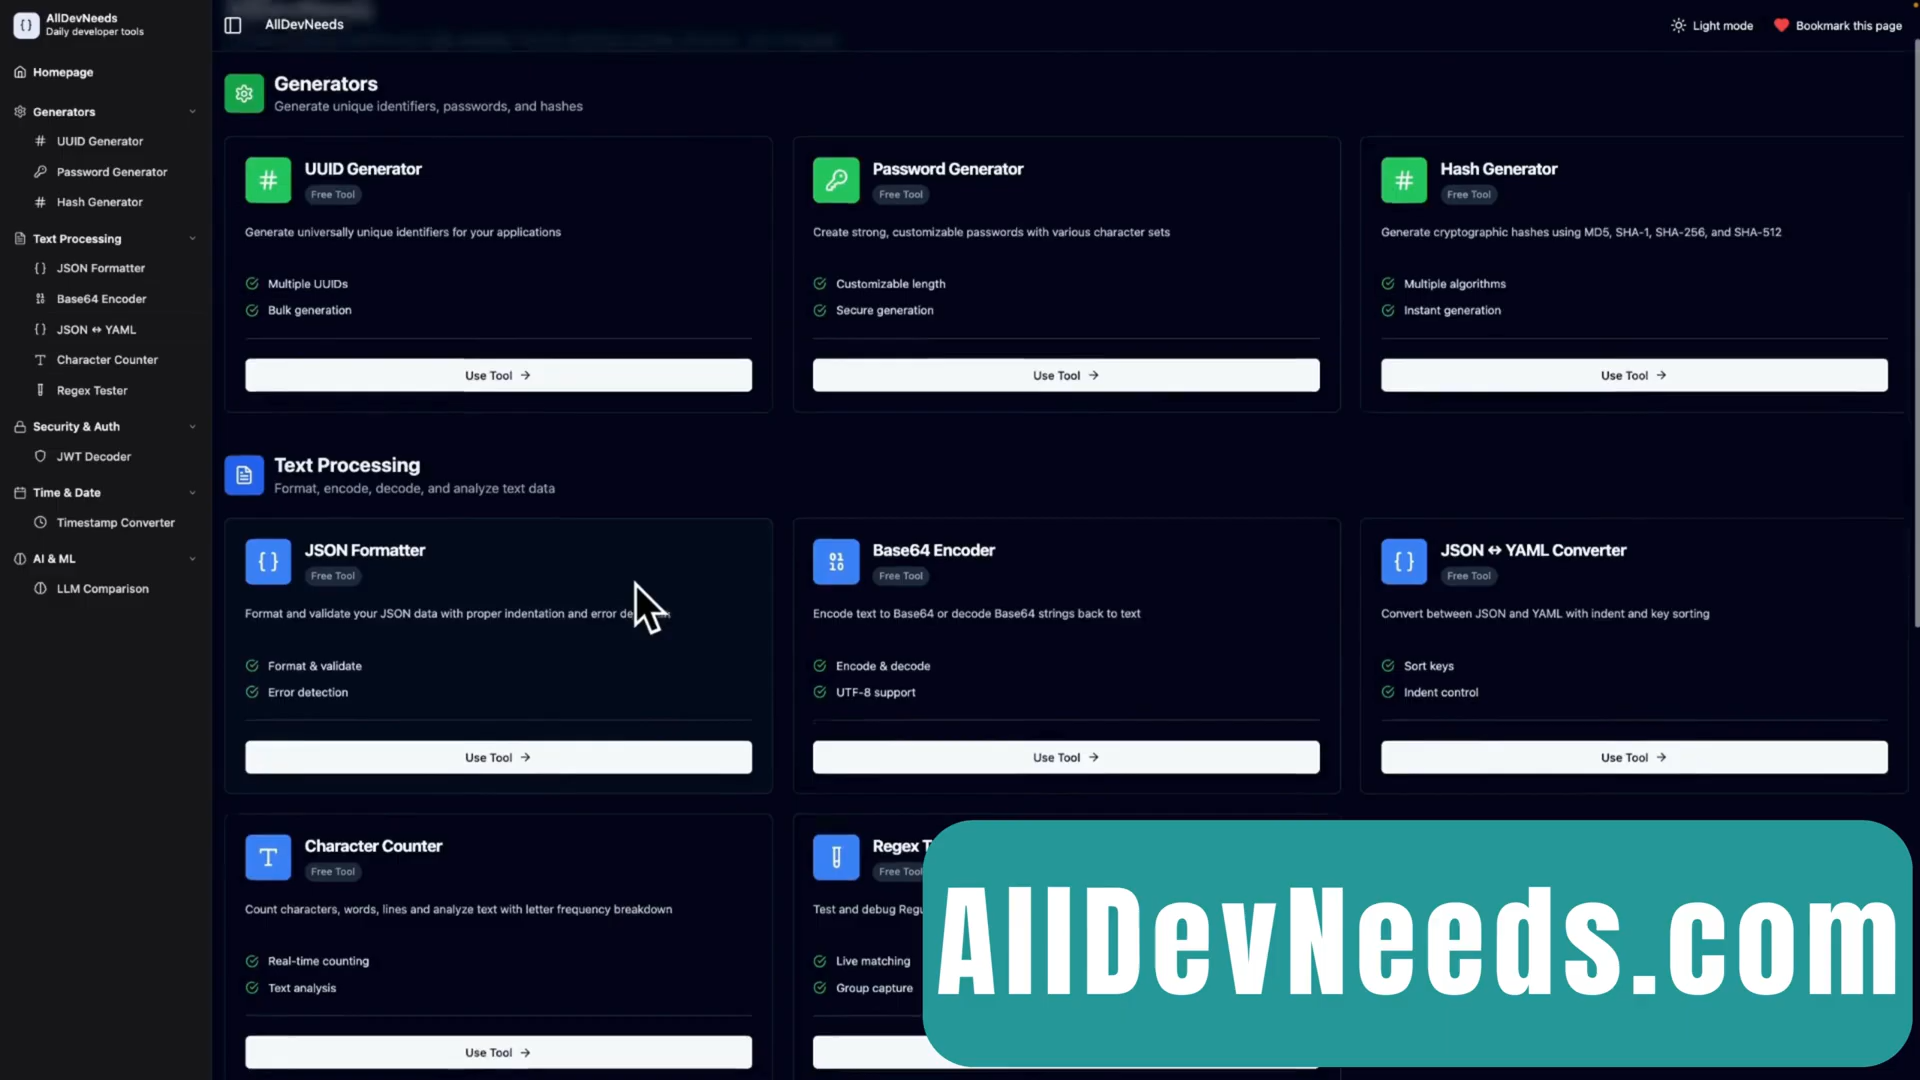 AllDevNeeds
Daily developer tools
Homepage
Generators
UUID Generator
Password Generator
Hash Generator
Text Processing
JSON Formatter
Base64 Encoder
JSON ↔ YAML
Character Counter
Regex Tester
Security & Auth
JWT Decoder
Time & Date
Timestamp Converter
AI & ML
LLM Comparison
AllDevNeeds
Light mode
Bookmark this page
Generators
Generate unique identifiers, passwords, and hashes
UUID Generator
Free Tool
Generate universally unique identifiers for your applications
Multiple UUIDs
Bulk generation
Use Tool →
Password Generator
Free Tool
Create strong, customizable passwords with various character sets
Customizable length
Secure generation
Use Tool →
Hash Generator
Free Tool
Generate cryptographic hashes using MD5, SHA-1, SHA-256, and SHA-512
Multiple algorithms
Instant generation
Use Tool →
Text Processing
Format, encode, decode, and analyze text data
JSON Formatter
Free Tool
Format and validate your JSON data with proper indentation and error
Format & validate
Error detection
Use Tool →
Base64 Encoder
Free Tool
Encode text to Base64 or decode Base64 strings back to text
Encode & decode
UTF-8 support
Use Tool →
JSON ↔ YAML Converter
Free Tool
Convert between JSON and YAML with indent and key sorting
Sort keys
Indent control
Use Tool →
Character Counter
Free Tool
Count characters, words, lines and analyze text with letter frequency breakdown
Real-time counting
Text analysis
Use Tool →
Regex
Free Tool
Test and debug
Live matching
Group capture
AllDevNeeds.com